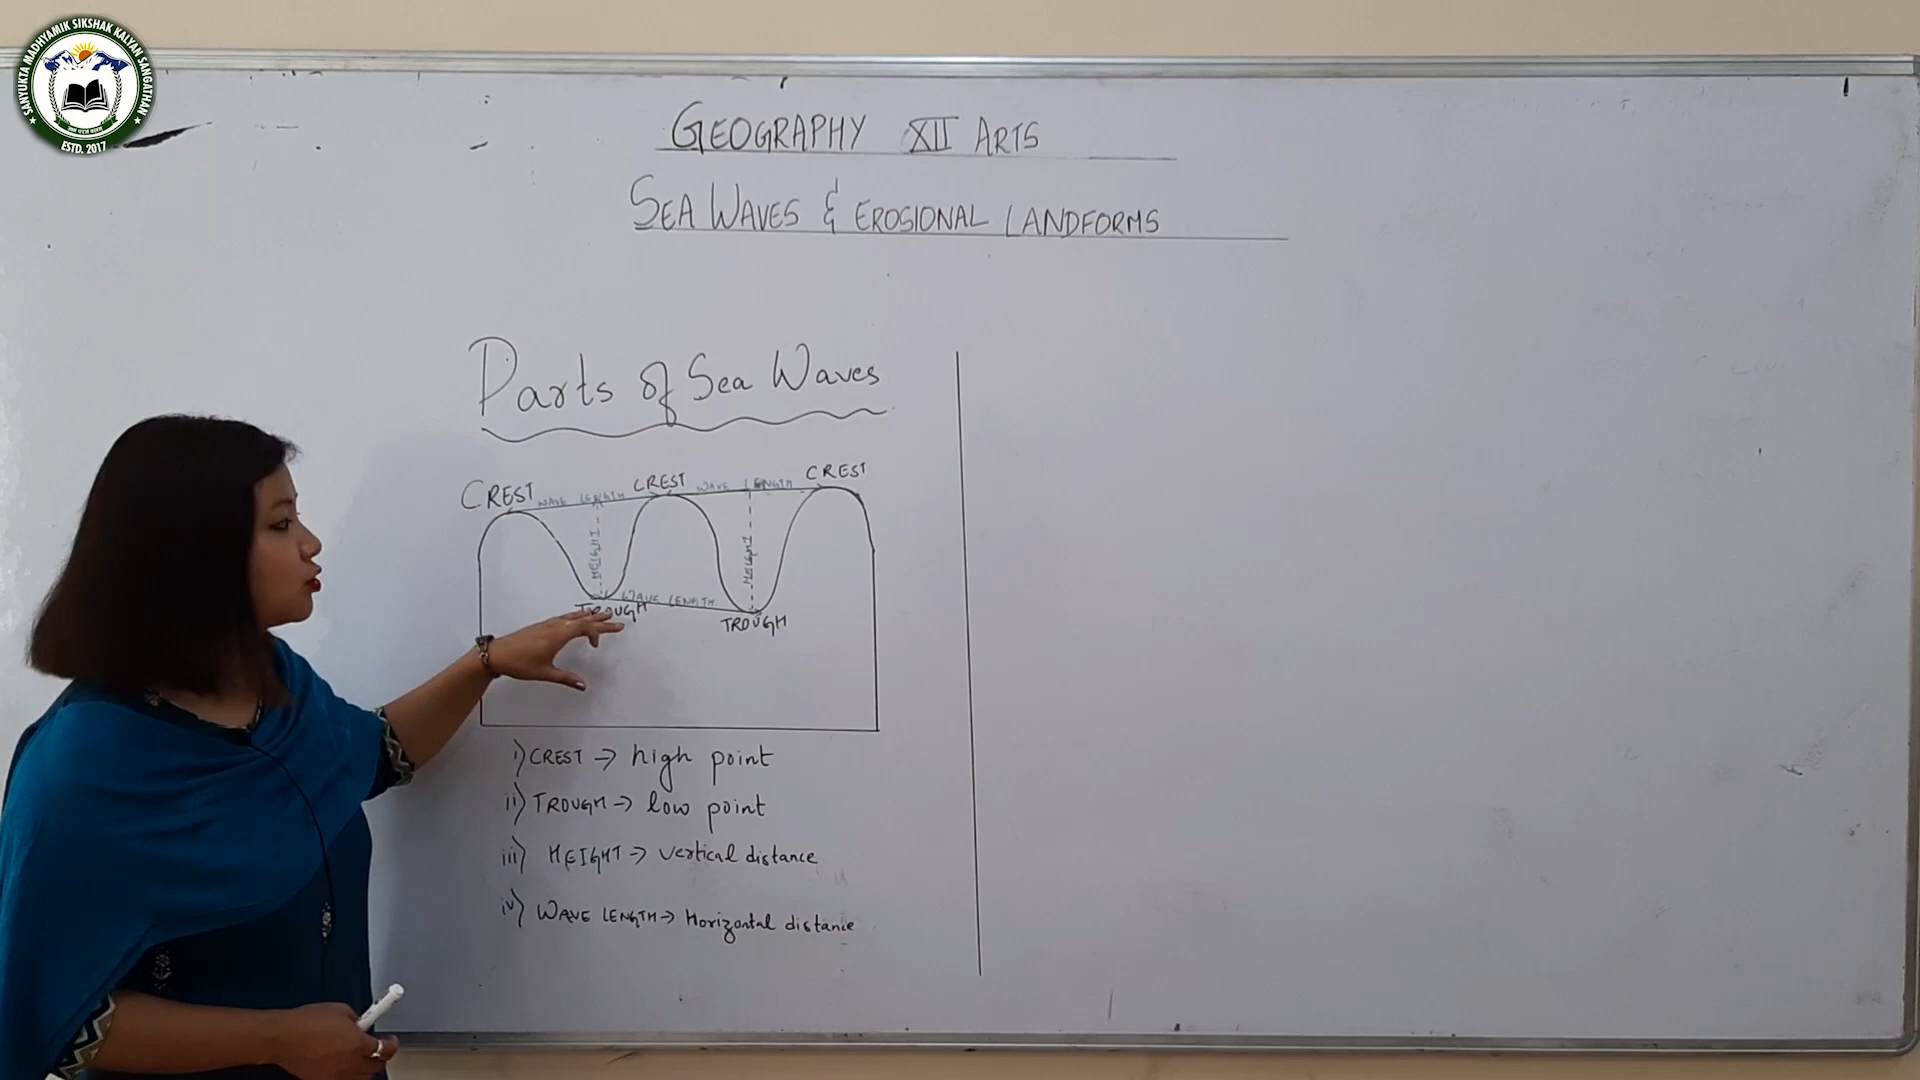 SANYUKTA MADHYAMIK SIKSHAK KALYAN SANGATHAN
ESTD. 2017
GEOGRAPHY XII ARTS
SEA WAVES & EROSIONAL LANDFORMS
Parts of Sea Waves
CREST WAVE LENGTH CREST WAVE LENGTH CREST
HEIGHT HEIGHT
WAVE LENGTH
TROUGH TROUGH
i) CREST → high point
ii) TROUGH → low point
iii) HEIGHT → vertical distance
iv) WAVE LENGTH → Horizontal distance